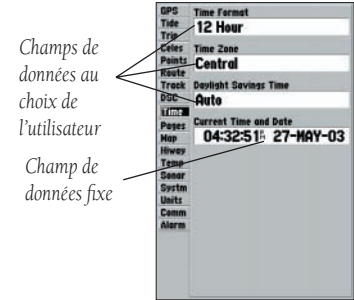 Champs de
données au
choix de
l'utilisateur
Champ de
données fixe
GPS
Tide
Trip
Celes
Points
Route
Track
DSC
Time
Pages
Map
Hiway
Temp
Sonar
Systm
Units
Comm
Alarm
Time Format
12 Hour
Time Zone
Central
Daylight Savings Time
Auto
Current Time and Date
04:32:51 27-MAY-03